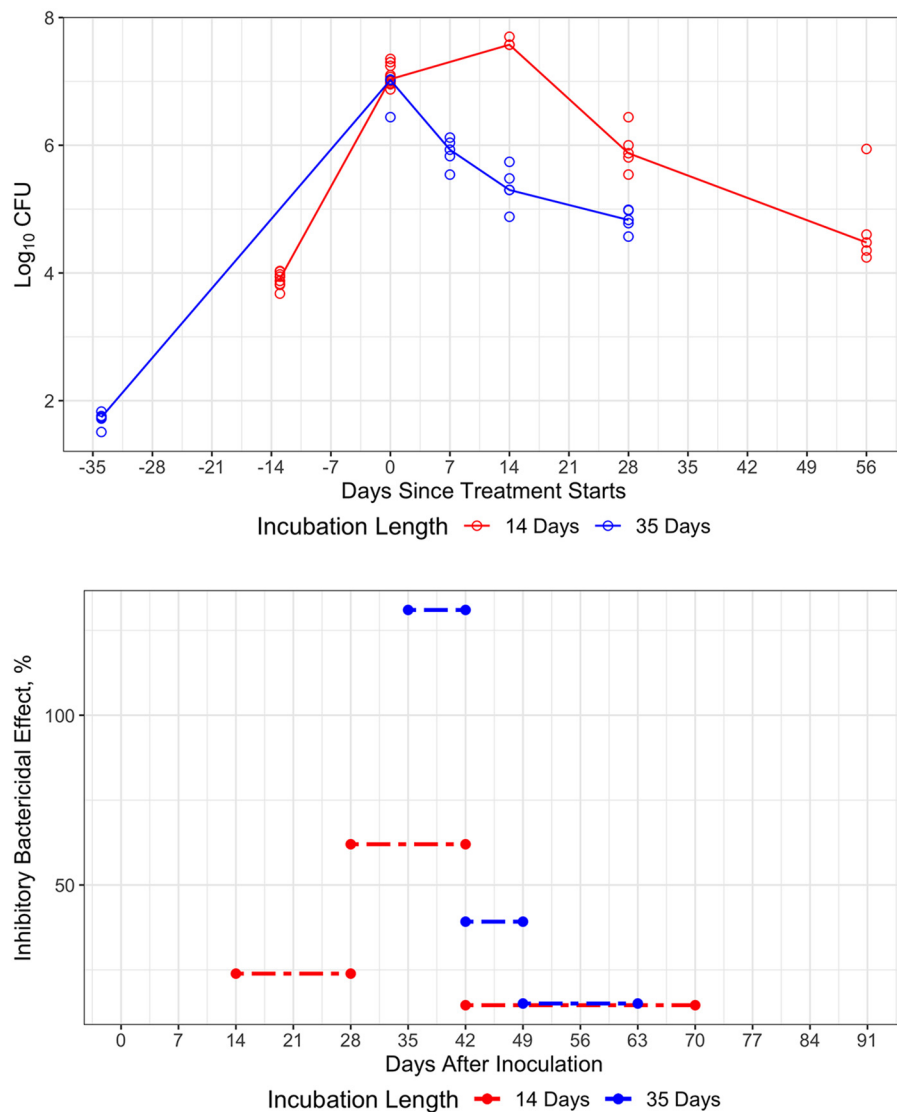 8
6
4
2
Log10 CFU
-35 -28 -21 -14 -7 0 7 14 21 28 35 42 49 56
Days Since Treatment Starts
Incubation Length 14 Days 35 Days
100
50
Inhibitory Bactericidal Effect, %
0 7 14 21 28 35 42 49 56 63 70 77 84 91
Days After Inoculation
Incubation Length 14 Days 35 Days